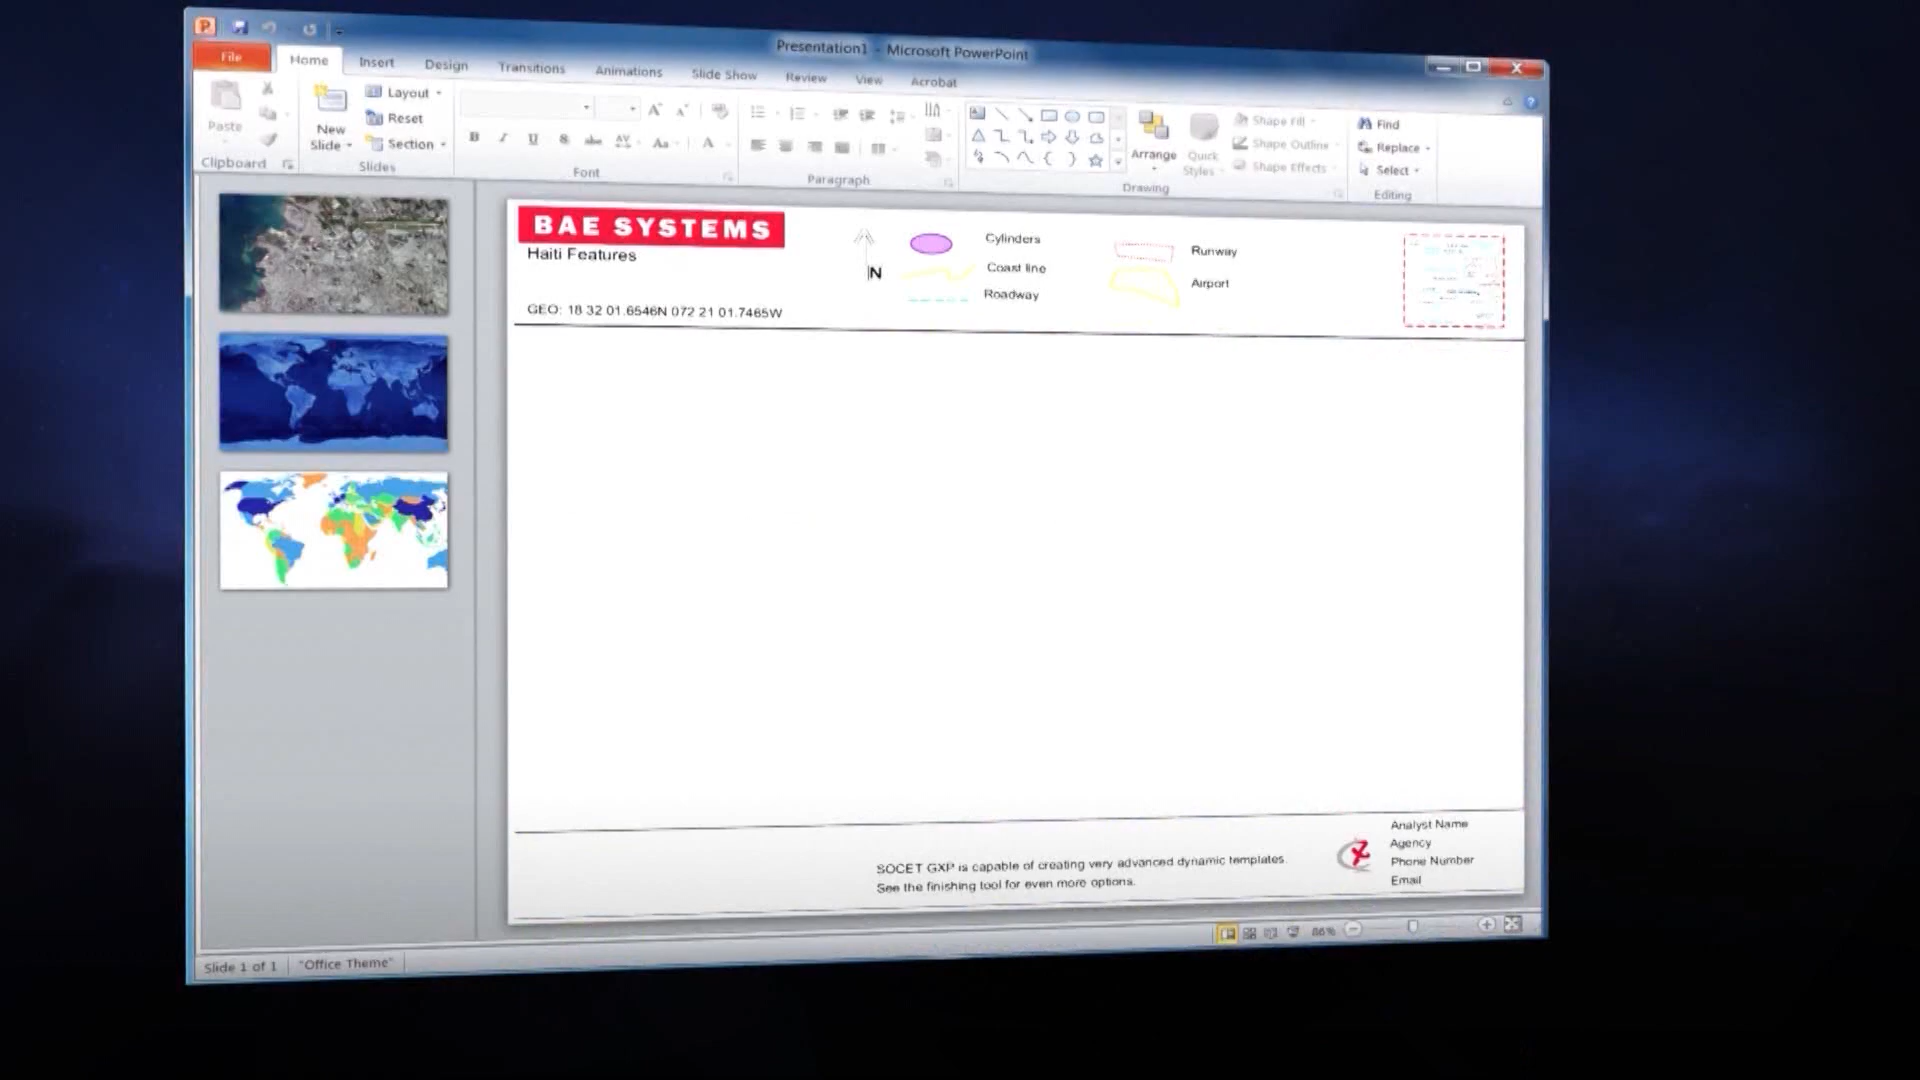 Presentation1 - Microsoft PowerPoint
File Home Insert Design Transitions Animations Slide Show Review View Acrobat
Paste
Clipboard
New Slide
Layout
Reset
Section
Slides
Font
Paragraph
Arrange
Quick Styles
Shape Fill
Shape Outline
Shape Effects
Drawing
Find
Replace
Select
Editing
BAE SYSTEMS
Haiti Features
GEO: 18 32 01.6546N 072 21 01.7465W
N
Cylinders
Coast line
Roadway
Runway
Airport
SOCET GXP is capable of creating very advanced dynamic templates.
See the finishing tool for even more options.
Analyst Name
Agency
Phone Number
Email
86%
Slide 1 of 1 "Office Theme"